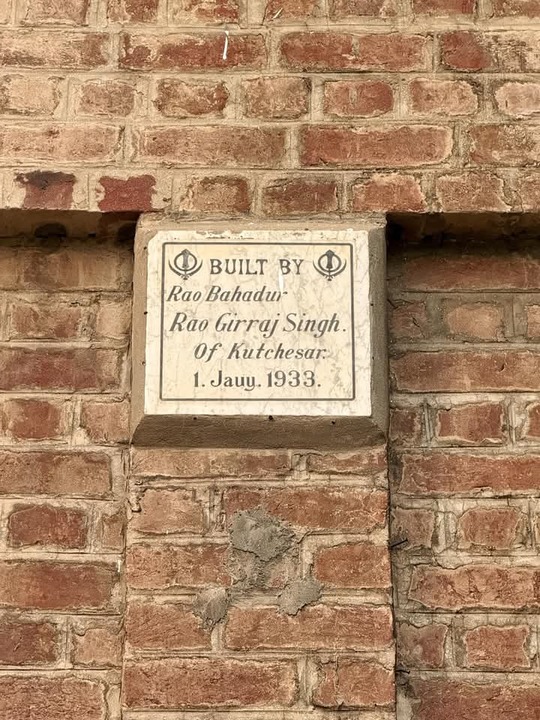 BUILT BY
Rao Bahadur
Rao Girraj Singh.
Of Kutchesar.
1. Jauy. 1933.